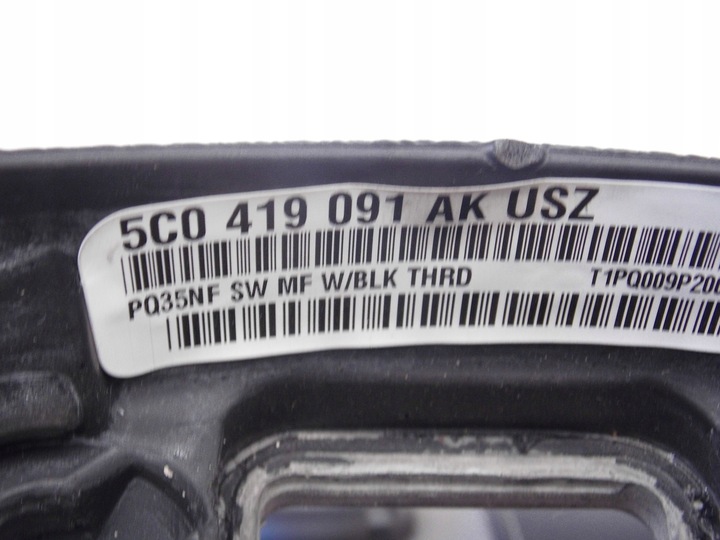 5C0 419 091 AK USZ
PQ35NF SW MF W/BLK THRD